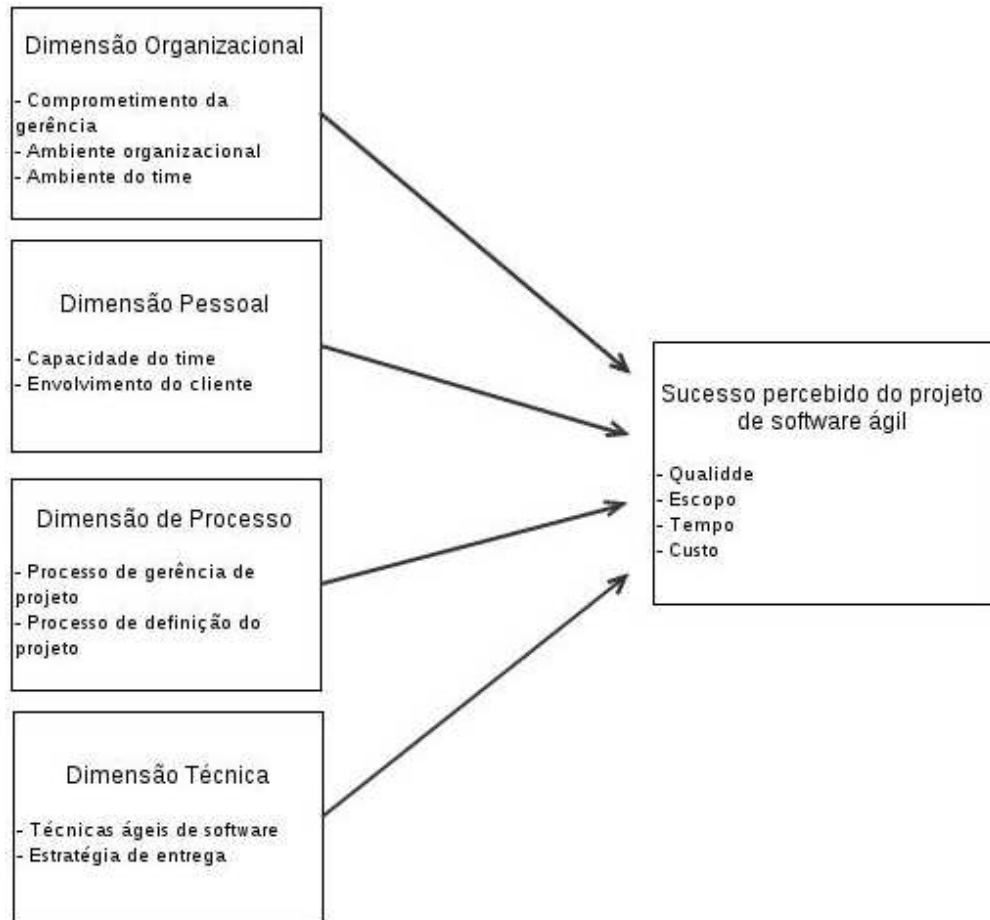 Dimensão Organizacional
- Comprometimento da
gerência
- Ambiente organizacional
- Ambiente do time
Dimensão Pessoal
- Capacidade do time
- Envolvimento do cliente
Dimensão de Processo
- Processo de gerência de
projeto
- Processo de definição do
projeto
Dimensão Técnica
- Técnicas ágeis de software
- Estratégia de entrega
Sucesso percebido do projeto
de software ágil
- Qualidde
- Escopo
- Tempo
- Custo